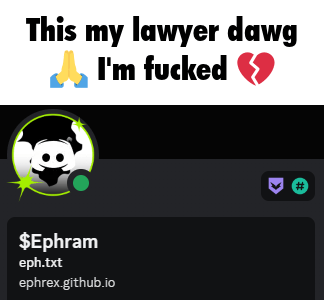 This my lawyer dawg
🙏 I'm fucked 💔
$Ephram
eph.txt
ephrex.github.io